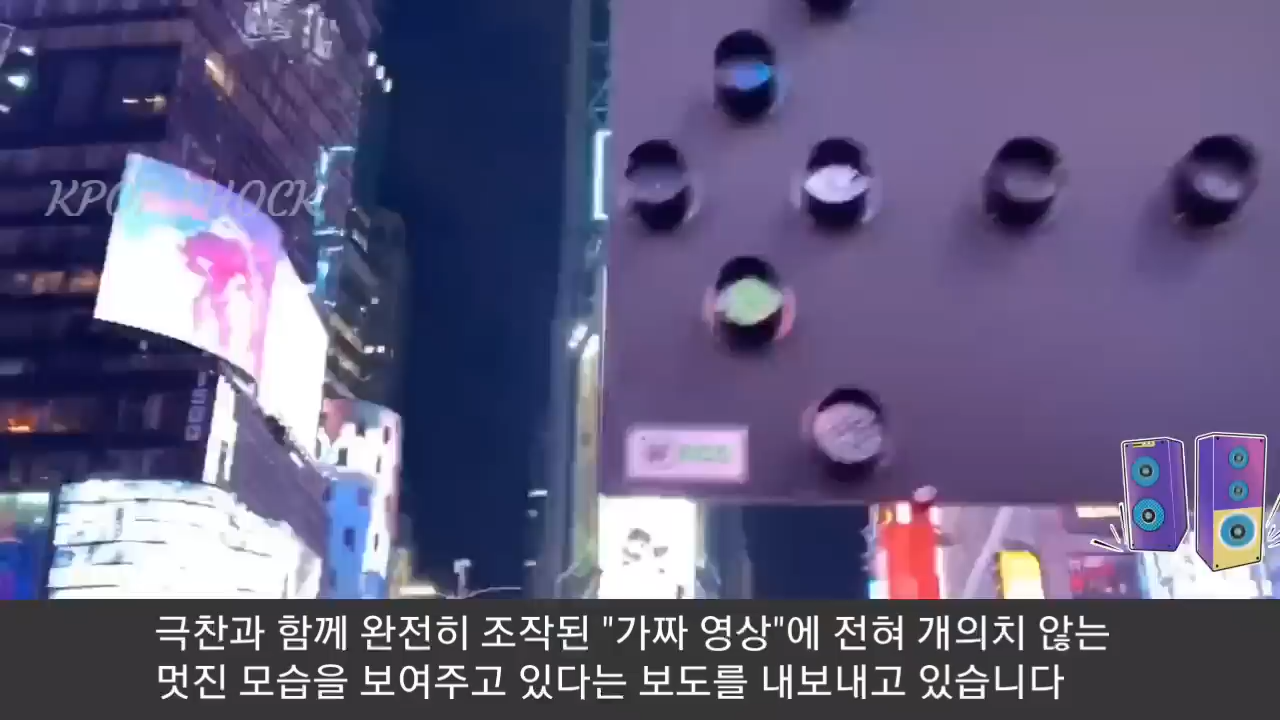 KPOP SHOCK
극찬과 함께 완전히 조작된 "가짜 영상"에 전혀 개의치 않는
멋진 모습을 보여주고 있다는 보도를 내보내고 있습니다